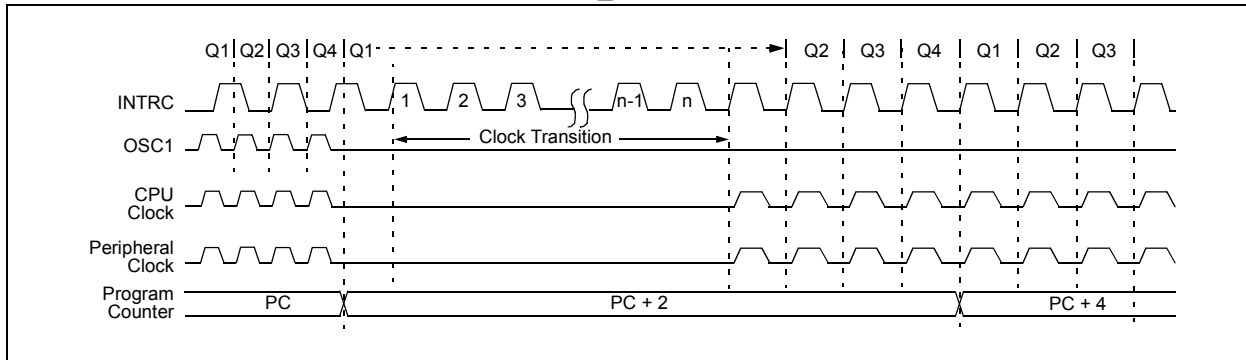 Q1 Q2 Q3 Q4 Q1 Q2 Q3 Q4 Q1 Q2 Q3
INTRC
1 2 3 n-1 n
Clock Transition
OSC1
CPU
Clock
Peripheral
Clock
Program
Counter
PC PC + 2 PC + 4